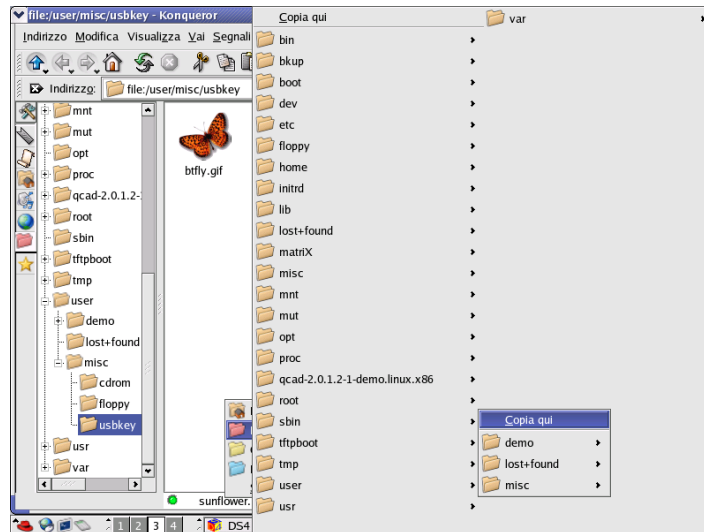 file:/user/misc/usbkey - Konqueror
Indirizzo Modifica Visualizza Vai Segnali
Indirizzo: file:/user/misc/usbkey
mnt
mut
opt
proc
qcad-2.0.1.2-
root
sbin
tftpboot
tmp
user
demo
lost+found
misc
cdrom
floppy
usbkey
usr
var
btfly.gif
sunflower.
1 2 3 4
DS4
Copia qui
bin
bkup
boot
dev
etc
floppy
home
initrd
lib
lost+found
matriX
misc
mnt
mut
opt
proc
qcad-2.0.1.2-1-demo.linux.x86
root
sbin
tftpboot
tmp
user
usr
var
Copia qui
demo
lost+found
misc